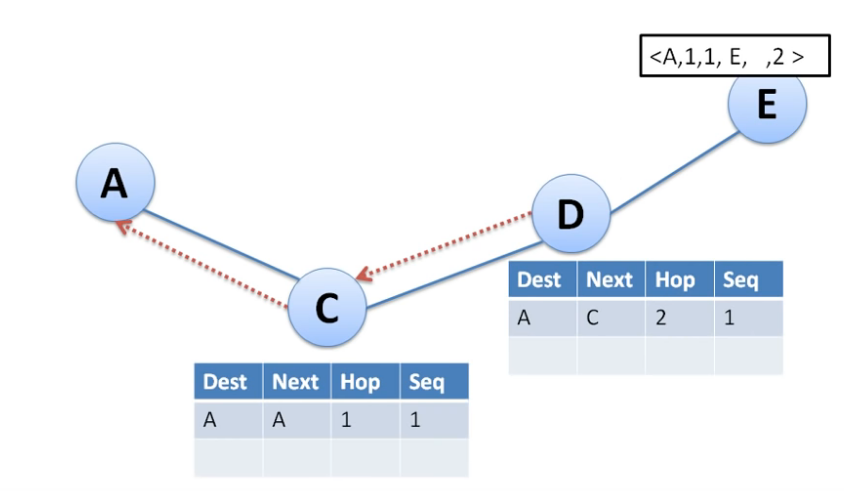 <A,1,1, E,   ,2 >
E
A
D
C
Dest Next Hop Seq
A C 2 1
Dest Next Hop Seq
A A 1 1